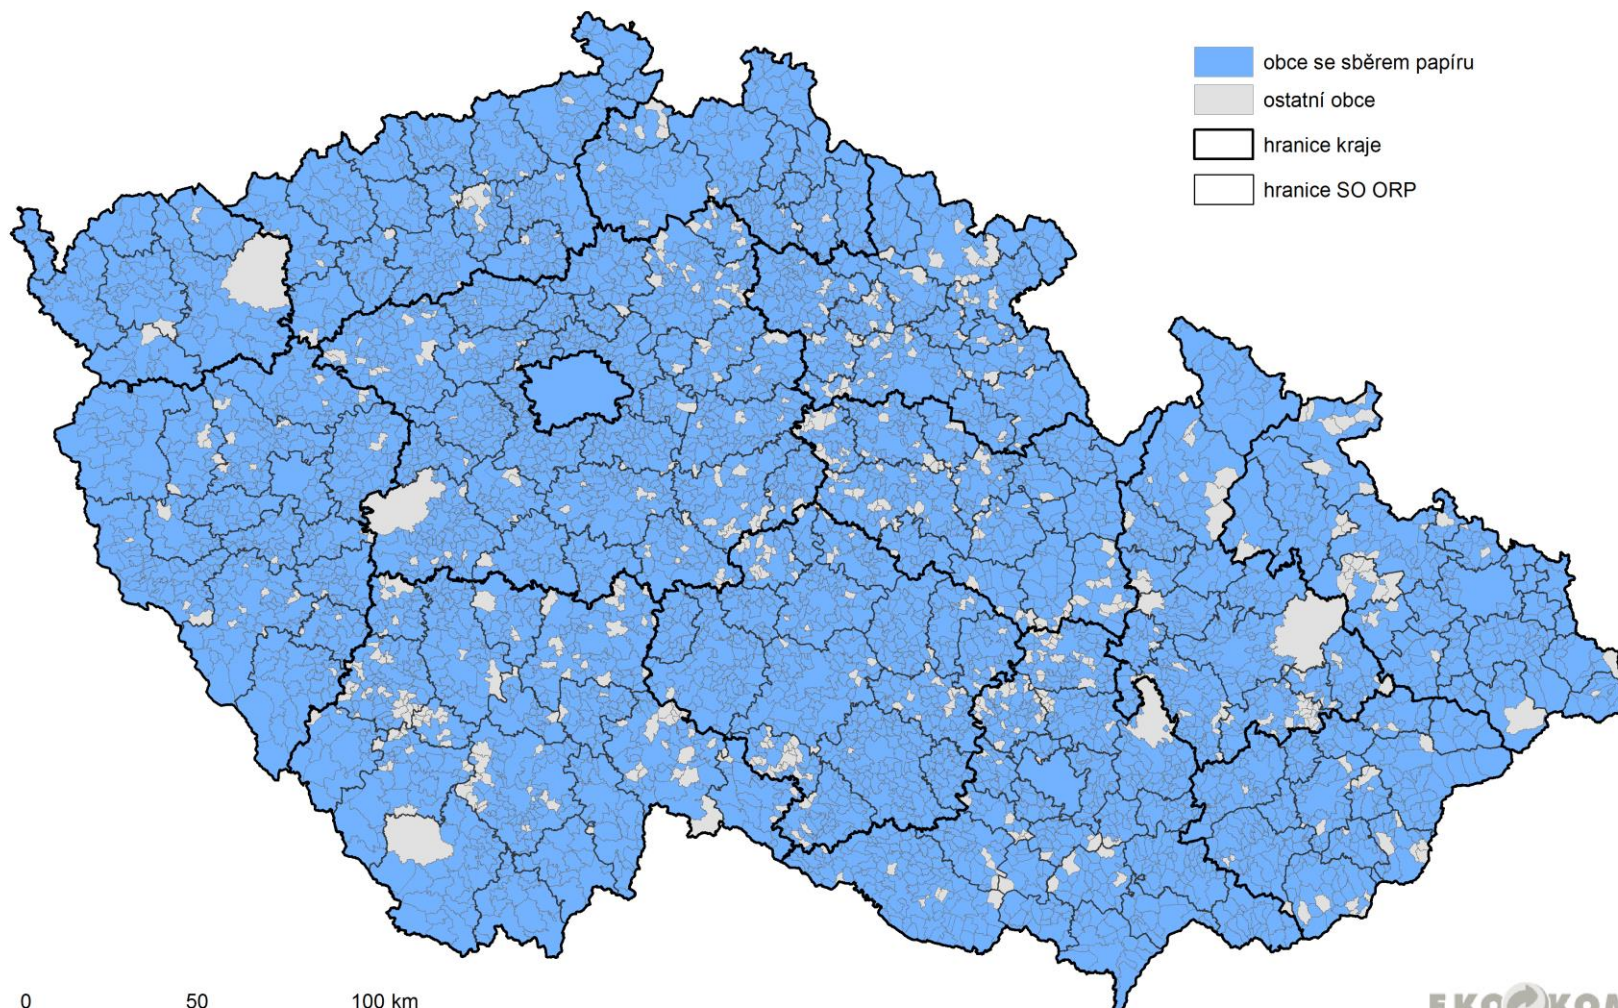 obce se sběrem papíru
ostatní obce
hranice kraje
hranice SO ORP
0 50 100 km